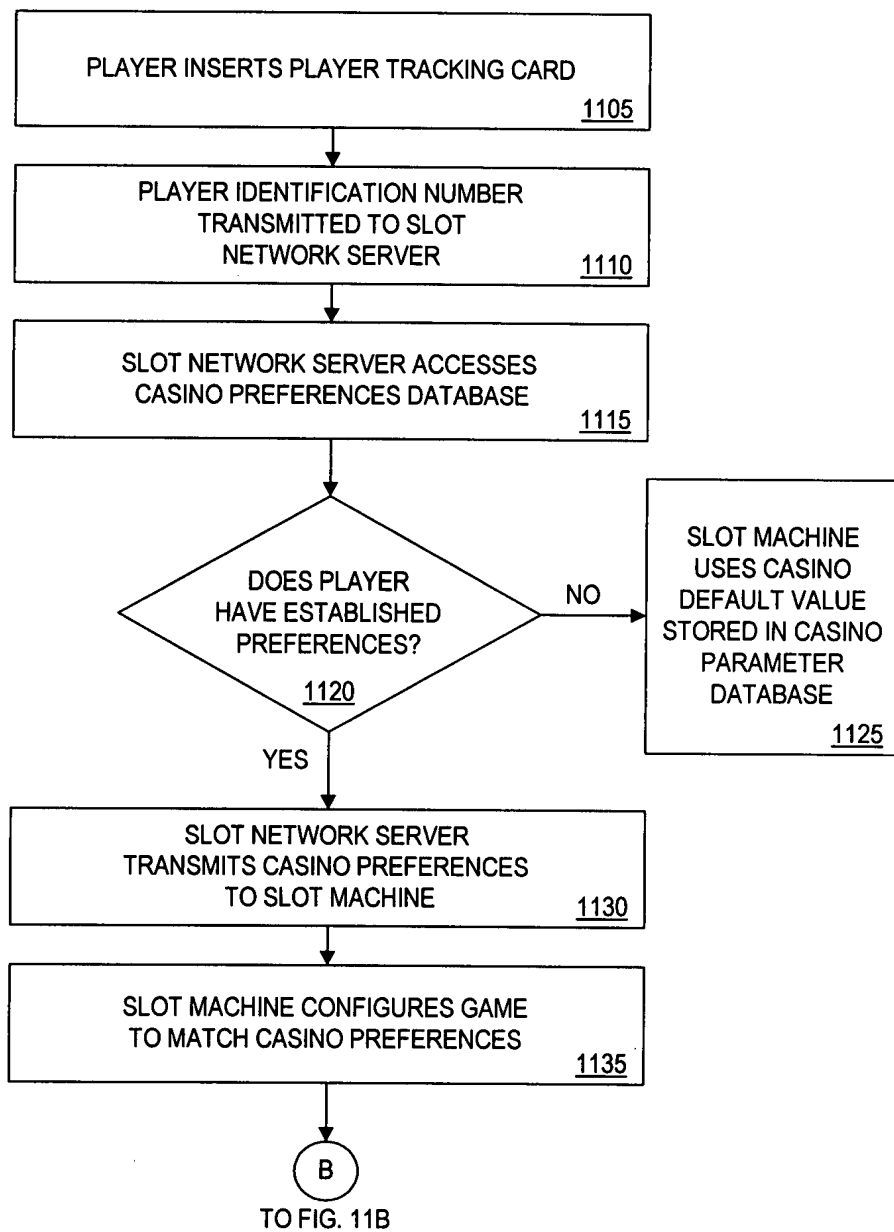 PLAYER INSERTS PLAYER TRACKING CARD
1105
PLAYER IDENTIFICATION NUMBER
TRANSMITTED TO SLOT
NETWORK SERVER
1110
SLOT NETWORK SERVER ACCESSES
CASINO PREFERENCES DATABASE
1115
DOES PLAYER
HAVE ESTABLISHED
PREFERENCES?
1120
NO
SLOT MACHINE
USES CASINO
DEFAULT VALUE
STORED IN CASINO
PARAMETER
DATABASE
1125
YES
SLOT NETWORK SERVER
TRANSMITS CASINO PREFERENCES
TO SLOT MACHINE
1130
SLOT MACHINE CONFIGURES GAME
TO MATCH CASINO PREFERENCES
1135
B
TO FIG. 11B